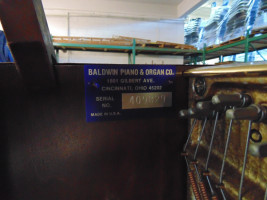 BALDWIN PIANO & ORGAN CO.
1801 GILBERT AVE.
CINCINNATI, OHIO 45202
SERIAL
NO.
MADE IN U.S.A.